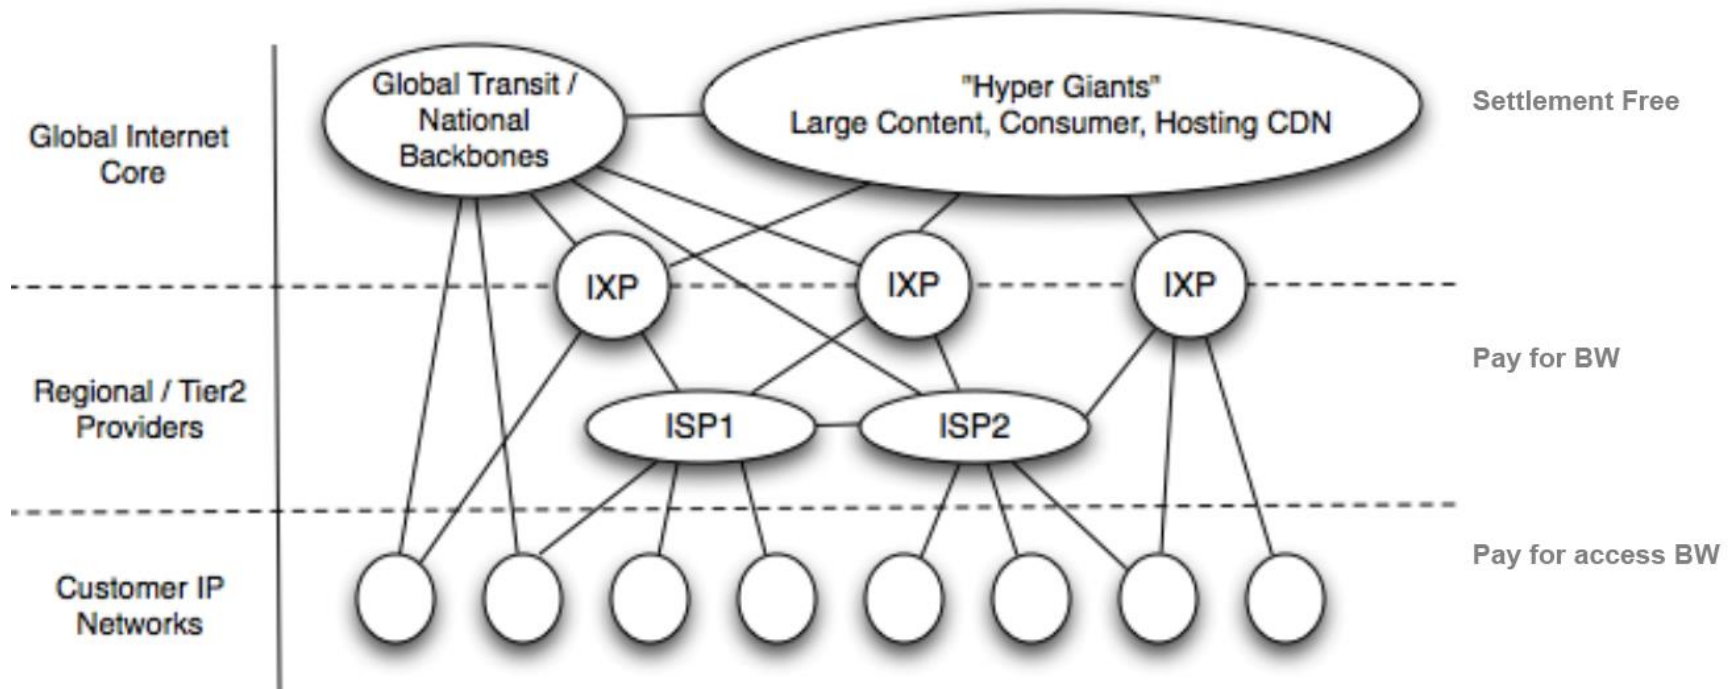 Global Transit /
National
Backbones
"Hyper Giants"
Large Content, Consumer, Hosting CDN
Settlement Free
Global Internet
Core
IXP
IXP
IXP
Pay for BW
Regional / Tier2
Providers
ISP1
ISP2
Pay for access BW
Customer IP
Networks